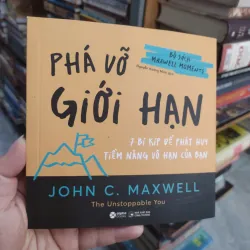 BỘ SÁCH
MAXWELL MOMENTS
PHÁ VỠ
GIỚI HẠN
7 BÍ KÍP ĐỂ PHÁT HUY
TIỀM NĂNG VÔ HẠN CỦA BẠN
JOHN C. MAXWELL
The Unstoppable You